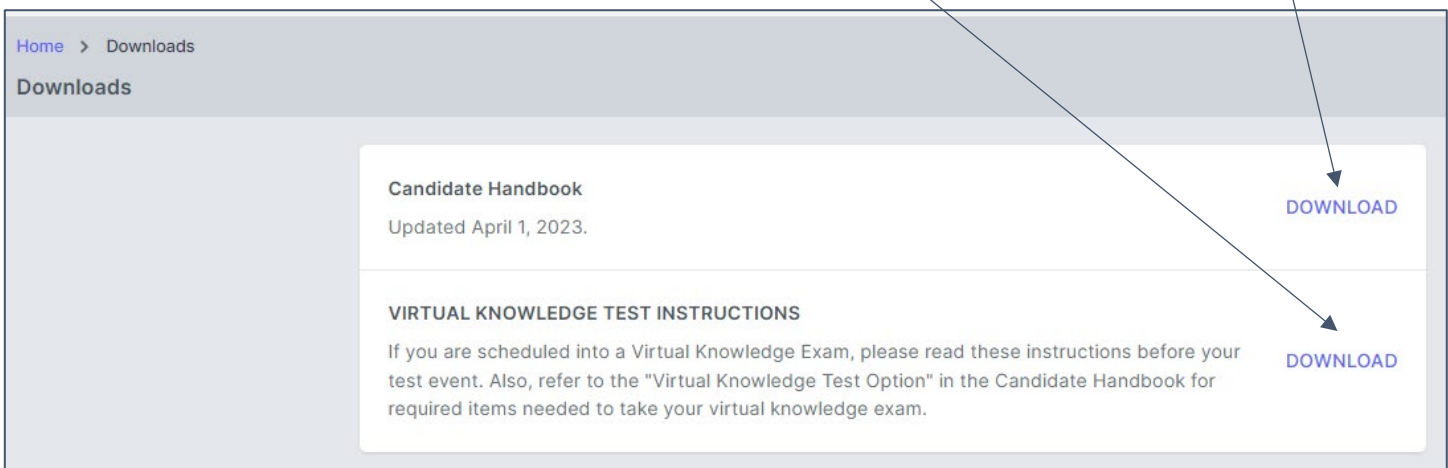 Home > Downloads
Downloads
Candidate Handbook
Updated April 1, 2023.
DOWNLOAD
VIRTUAL KNOWLEDGE TEST INSTRUCTIONS
If you are scheduled into a Virtual Knowledge Exam, please read these instructions before your
test event. Also, refer to the "Virtual Knowledge Test Option" in the Candidate Handbook for
required items needed to take your virtual knowledge exam.
DOWNLOAD